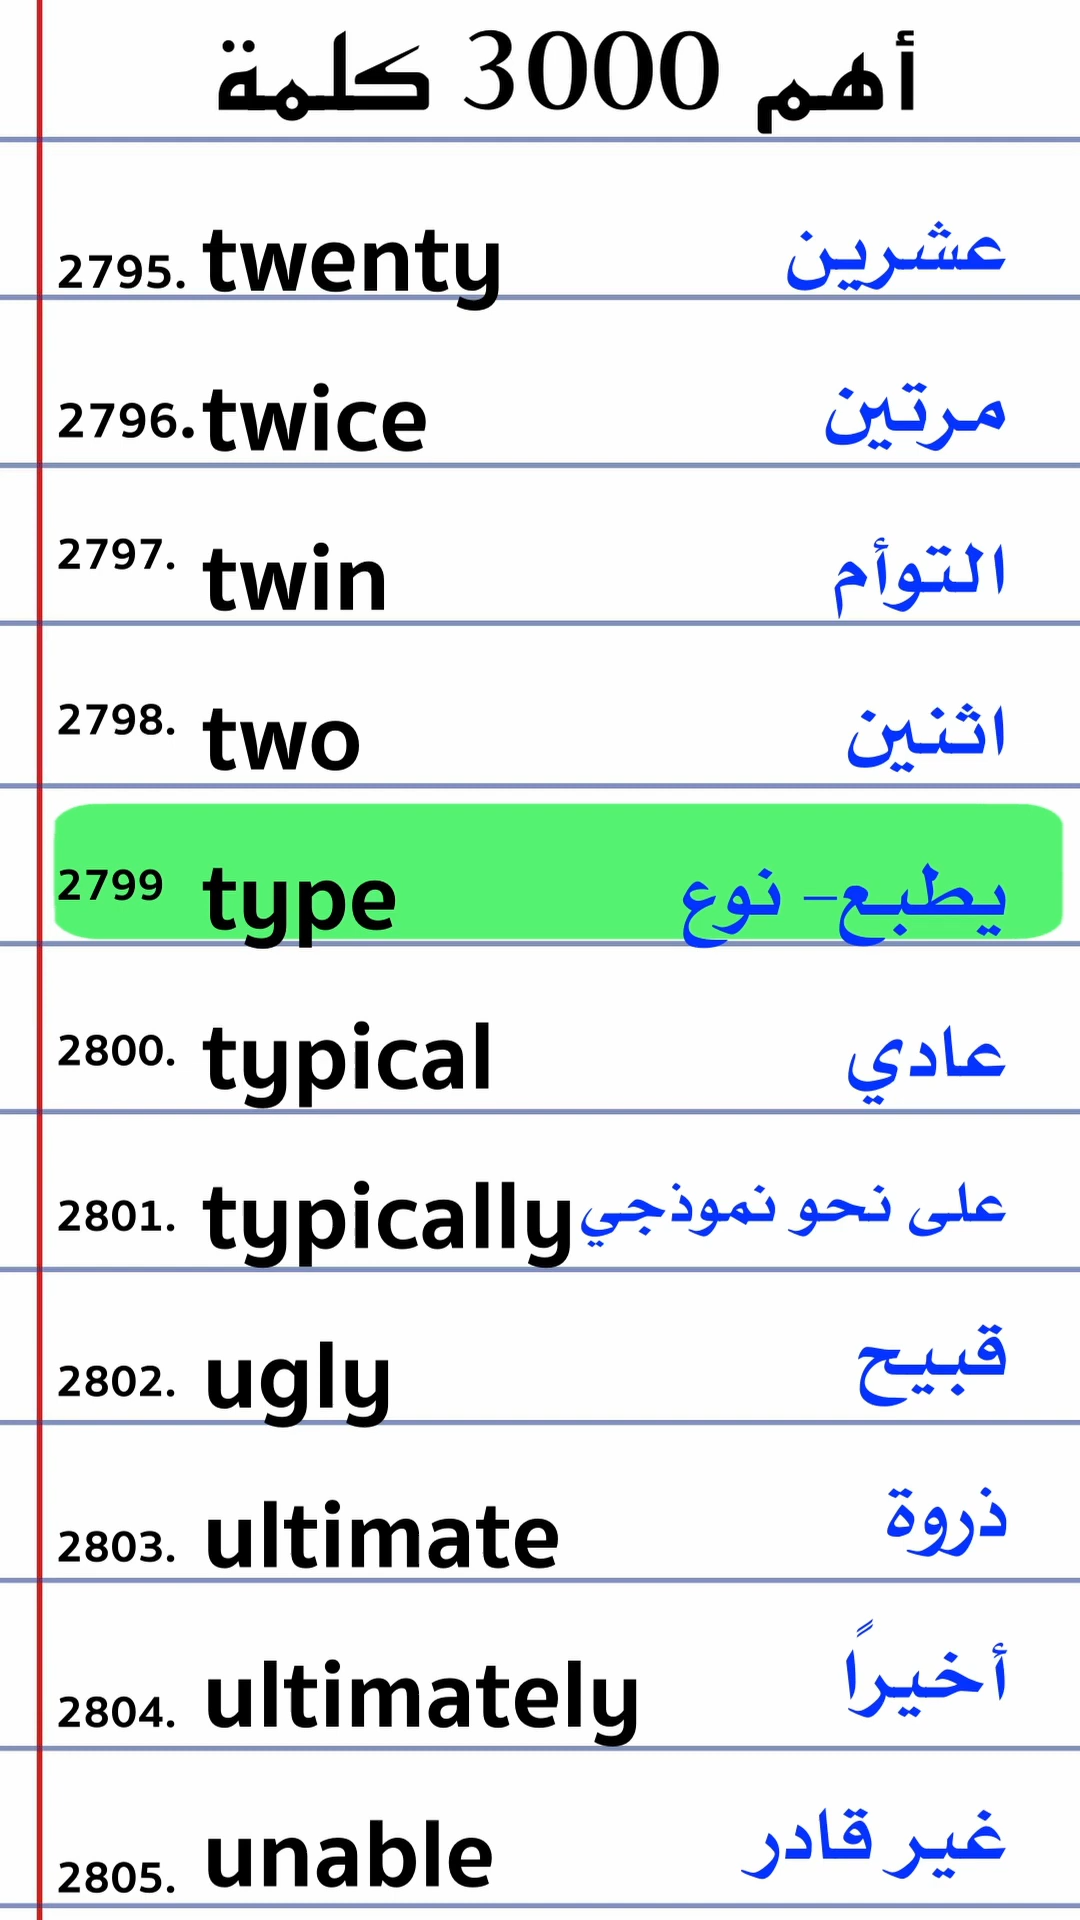 أهم 3000 كلمة
2795. twenty عشرين
2796. twice مرتين
2797. twin التوأم
2798. two اثنين
2799 type يطبع- نوع
2800. typical عادي
2801. typically على نحو نموذجي
2802. ugly قبيح
2803. ultimate ذروة
2804. ultimately أخيراً
2805. unable غير قادر